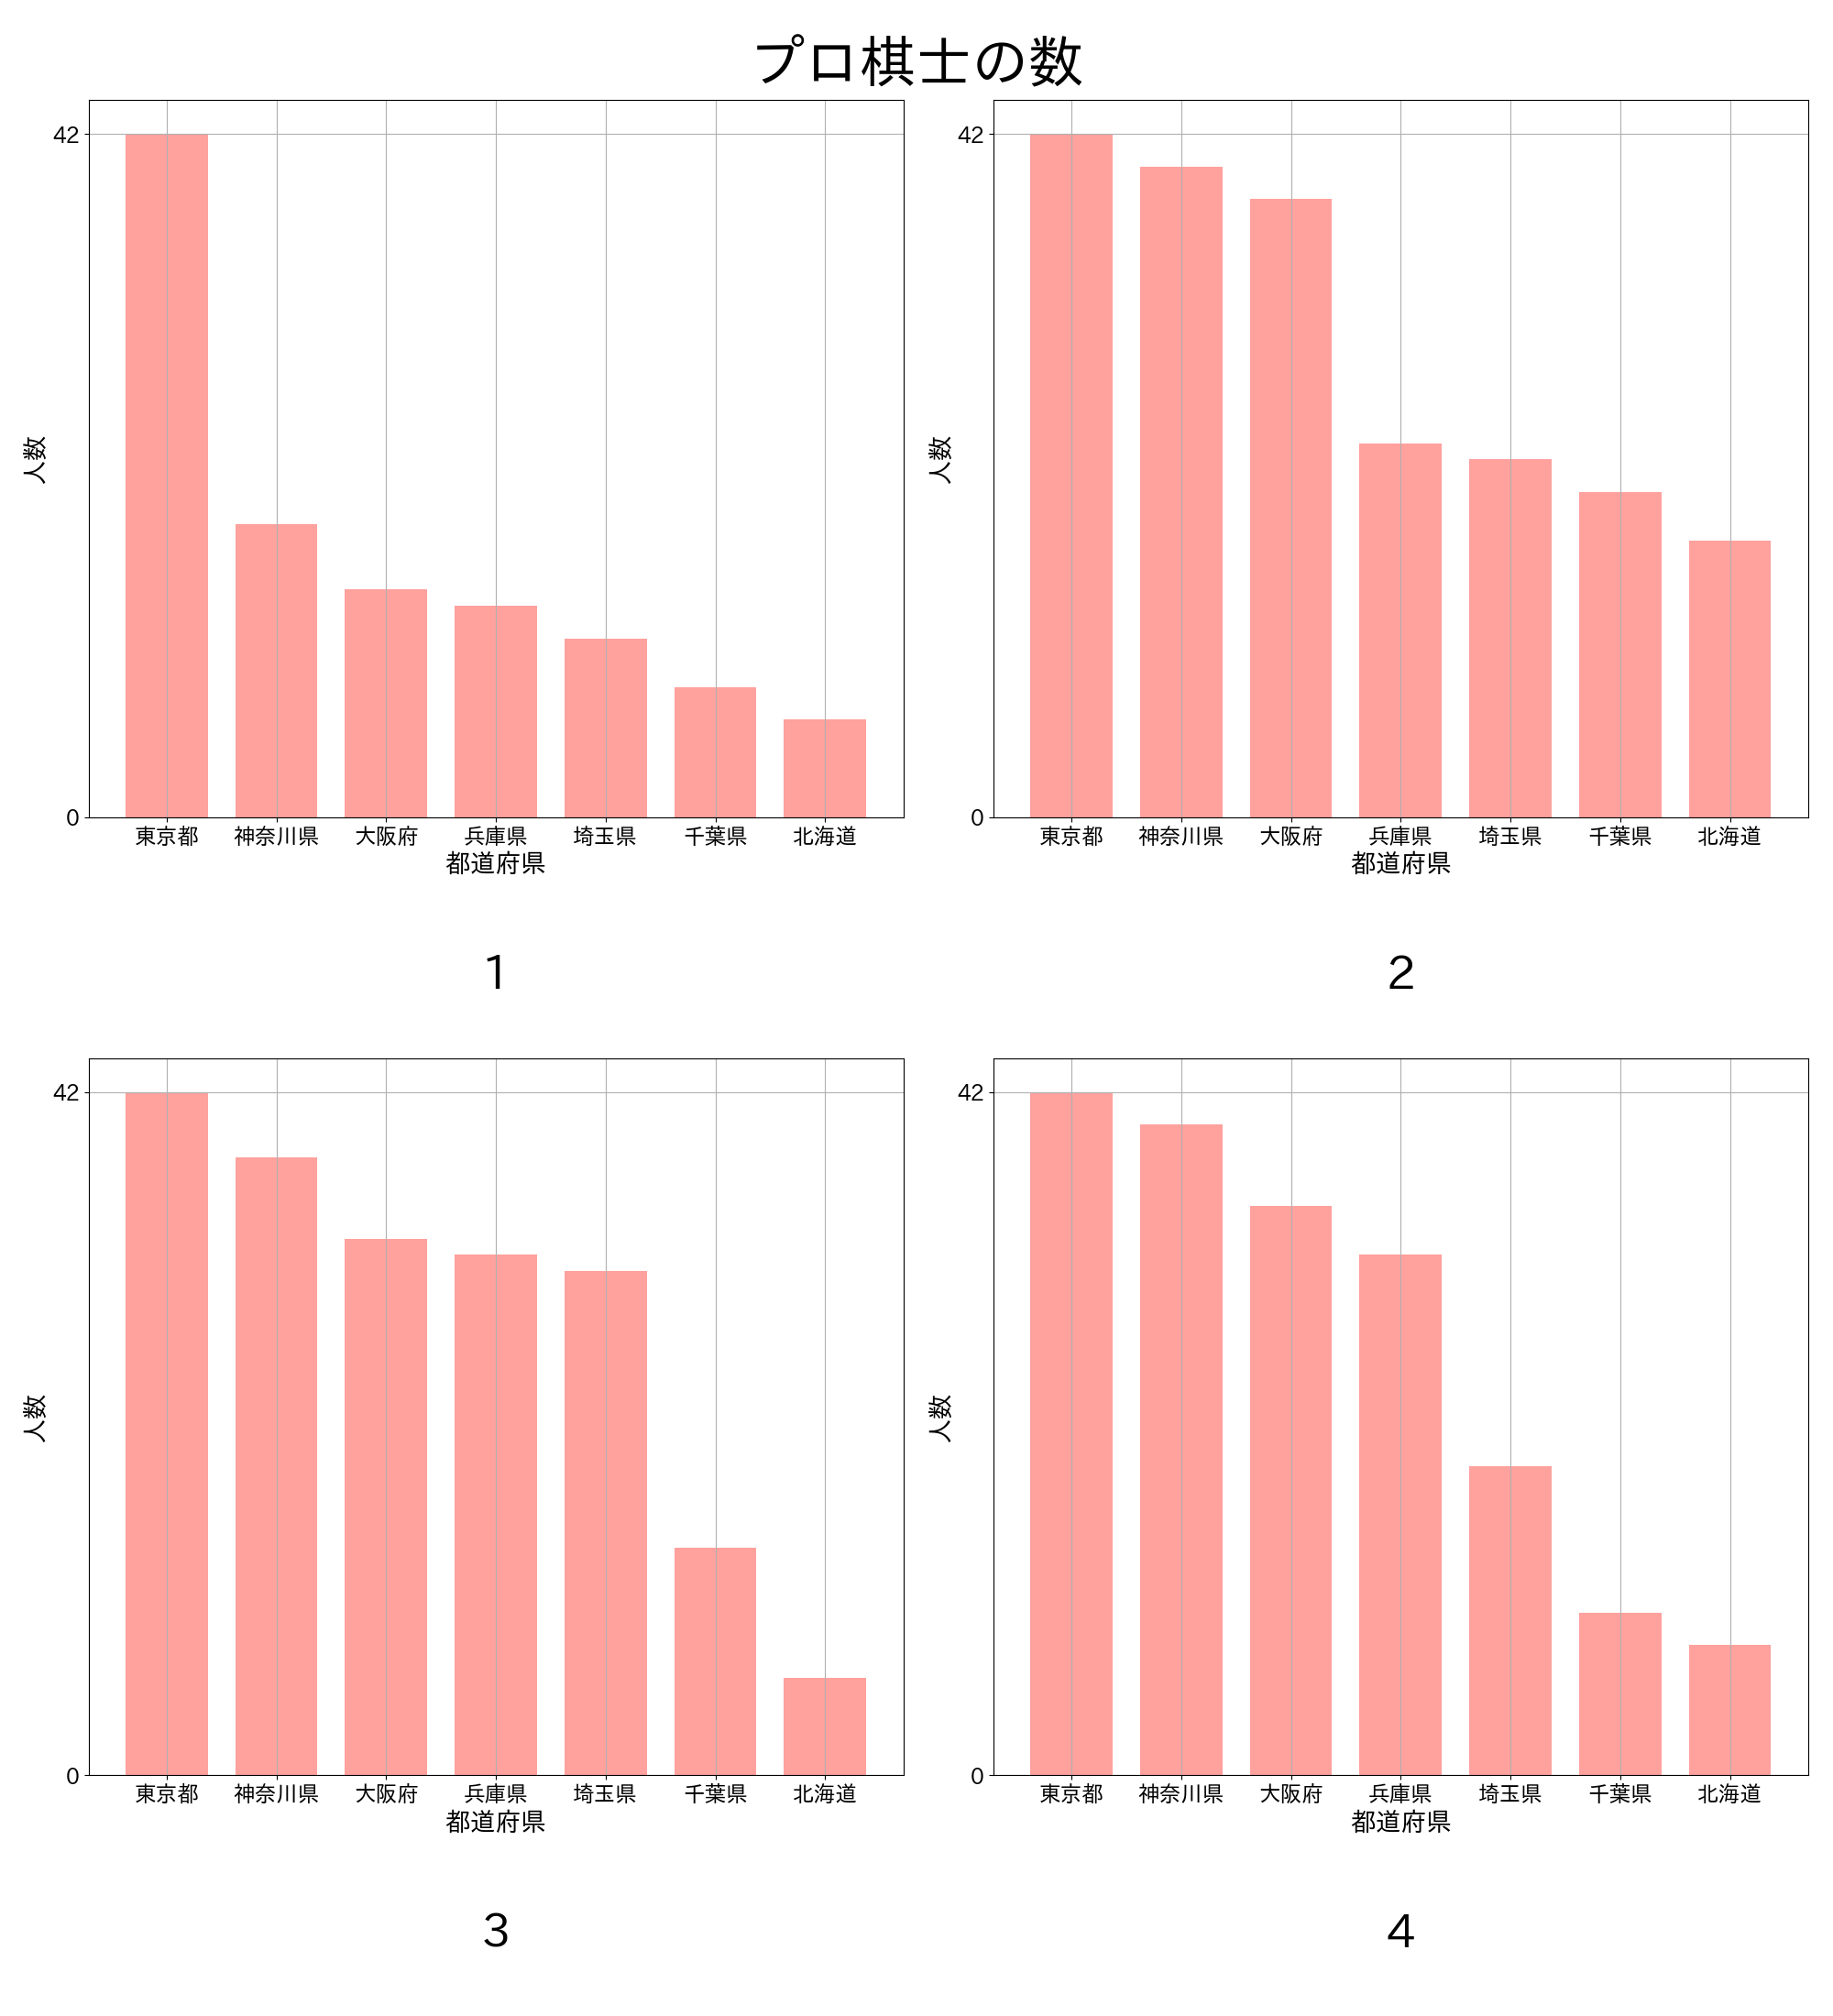 プロ棋士の数
42
0
人数
東京都 神奈川県 大阪府 兵庫県 埼玉県 千葉県 北海道
都道府県
1
42
0
人数
東京都 神奈川県 大阪府 兵庫県 埼玉県 千葉県 北海道
都道府県
2
42
0
人数
東京都 神奈川県 大阪府 兵庫県 埼玉県 千葉県 北海道
都道府県
3
42
0
人数
東京都 神奈川県 大阪府 兵庫県 埼玉県 千葉県 北海道
都道府県
4